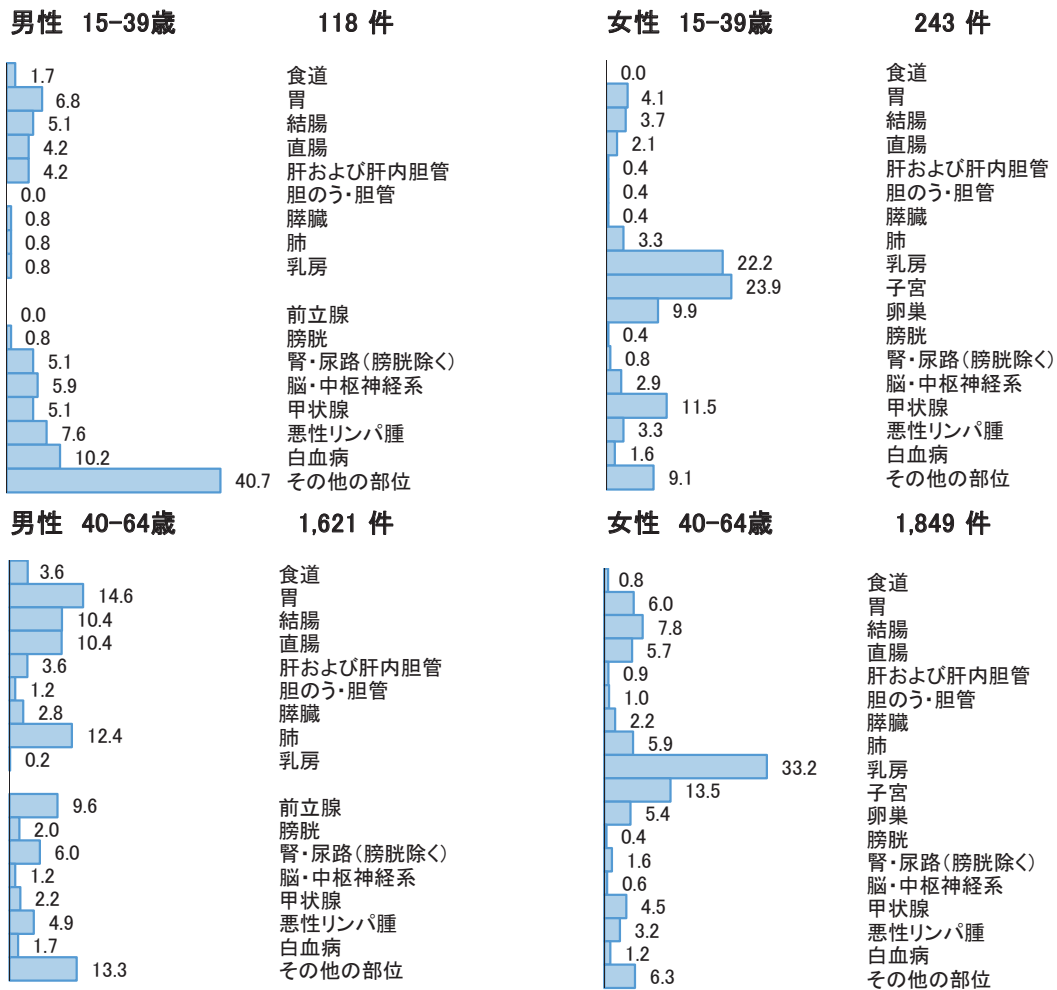 男性 15-39歳 118 件
1.7 食道
6.8 胃
5.1 結腸
4.2 直腸
4.2 肝および肝内胆管
0.0 胆のう・胆管
0.8 膵臓
0.8 肺
0.8 乳房
0.0 前立腺
0.8 膀胱
5.1 腎・尿路(膀胱除く)
5.9 脳・中枢神経系
5.1 甲状腺
7.6 悪性リンパ腫
10.2 白血病
40.7 その他の部位
女性 15-39歳 243 件
0.0 食道
4.1 胃
3.7 結腸
2.1 直腸
0.4 肝および肝内胆管
0.4 胆のう・胆管
0.4 膵臓
3.3 肺
22.2 乳房
23.9 子宮
9.9 卵巣
0.4 膀胱
0.8 腎・尿路(膀胱除く)
2.9 脳・中枢神経系
11.5 甲状腺
3.3 悪性リンパ腫
1.6 白血病
9.1 その他の部位
男性 40-64歳 1,621 件
3.6 食道
14.6 胃
10.4 結腸
10.4 直腸
3.6 肝および肝内胆管
1.2 胆のう・胆管
2.8 膵臓
12.4 肺
0.2 乳房
9.6 前立腺
2.0 膀胱
6.0 腎・尿路(膀胱除く)
1.2 脳・中枢神経系
2.2 甲状腺
4.9 悪性リンパ腫
1.7 白血病
13.3 その他の部位
女性 40-64歳 1,849 件
0.8 食道
6.0 胃
7.8 結腸
5.7 直腸
0.9 肝および肝内胆管
1.0 胆のう・胆管
2.2 膵臓
5.9 肺
33.2 乳房
13.5 子宮
5.4 卵巣
0.4 膀胱
1.6 腎・尿路(膀胱除く)
0.6 脳・中枢神経系
4.5 甲状腺
3.2 悪性リンパ腫
1.2 白血病
6.3 その他の部位